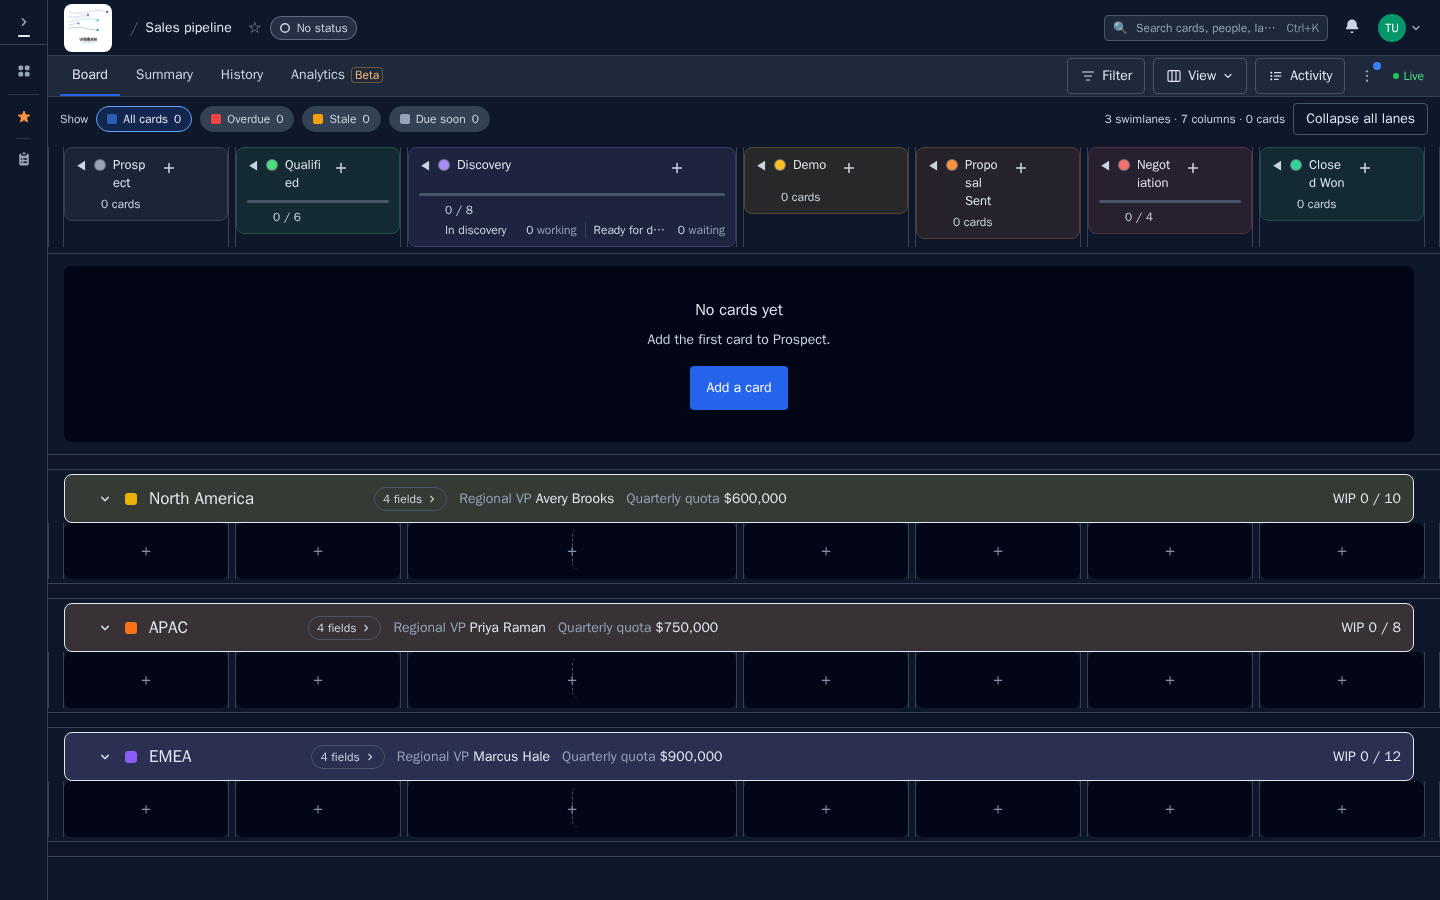 VISBAN
/ Sales pipeline ☆ No status
Search cards, people, la… Ctrl+K
TU
Board Summary History Analytics Beta
Filter View Activity Live
Show All cards 0 Overdue 0 Stale 0 Due soon 0
3 swimlanes · 7 columns · 0 cards Collapse all lanes
Prosp
ect
0 cards
Qualifi
ed
0 / 6
Discovery
0 / 8
In discovery 0 working Ready for d… 0 waiting
Demo
0 cards
Propo
sal
Sent
0 cards
Negot
iation
0 / 4
Close
d Won
0 cards
No cards yet
Add the first card to Prospect.
Add a card
North America 4 fields Regional VP Avery Brooks Quarterly quota $600,000 WIP 0 / 10
+ + + + + + +
APAC 4 fields Regional VP Priya Raman Quarterly quota $750,000 WIP 0 / 8
+ + + + + + +
EMEA 4 fields Regional VP Marcus Hale Quarterly quota $900,000 WIP 0 / 12
+ + + + + + +